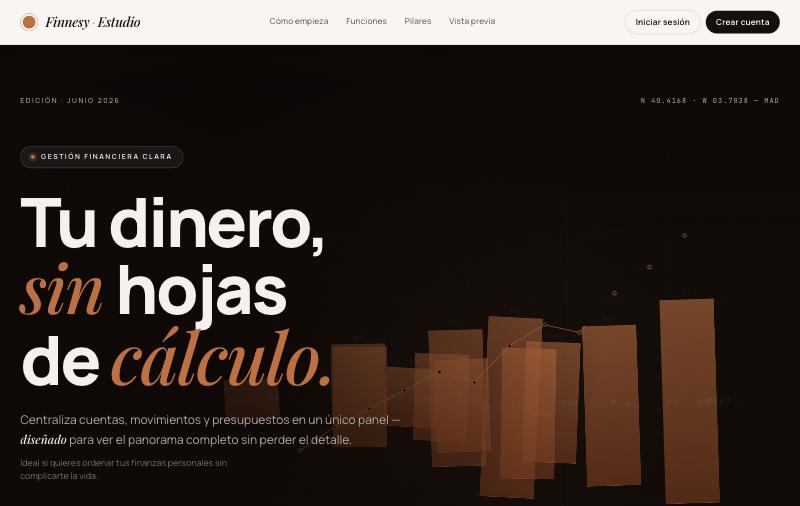 Finnesy · Estudio
Cómo empieza
Funciones
Pilares
Vista previa
Iniciar sesión
Crear cuenta
EDICIÓN · JUNIO 2026
N 40.4168 · W 03.7038 — MAD
GESTIÓN FINANCIERA CLARA
Tu dinero,
sin hojas
de cálculo.
Centraliza cuentas, movimientos y presupuestos en un único panel —
diseñado para ver el panorama completo sin perder el detalle.
Ideal si quieres ordenar tus finanzas personales sin
complicarte la vida.